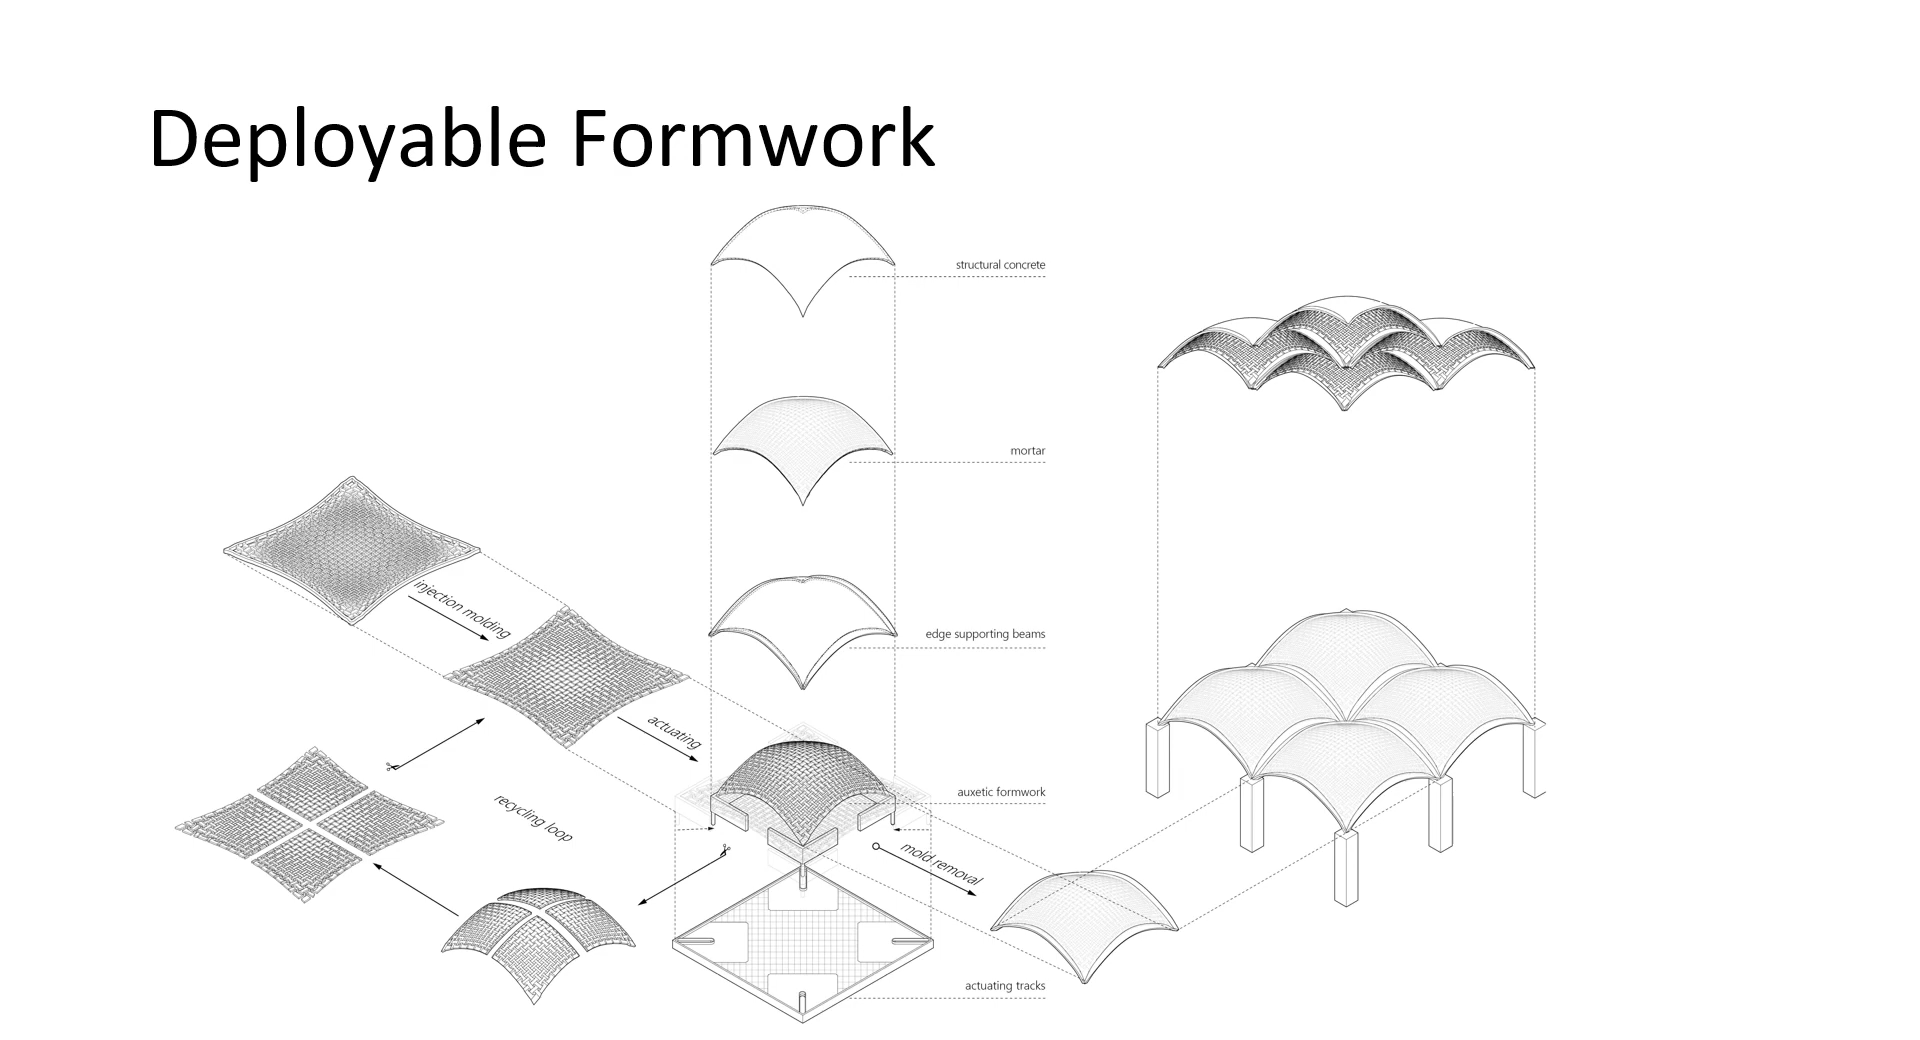 Deployable Formwork
structural concrete
mortar
injection molding
edge supporting beams
actuating
auxetic formwork
recycling loop
mold removal
actuating tracks